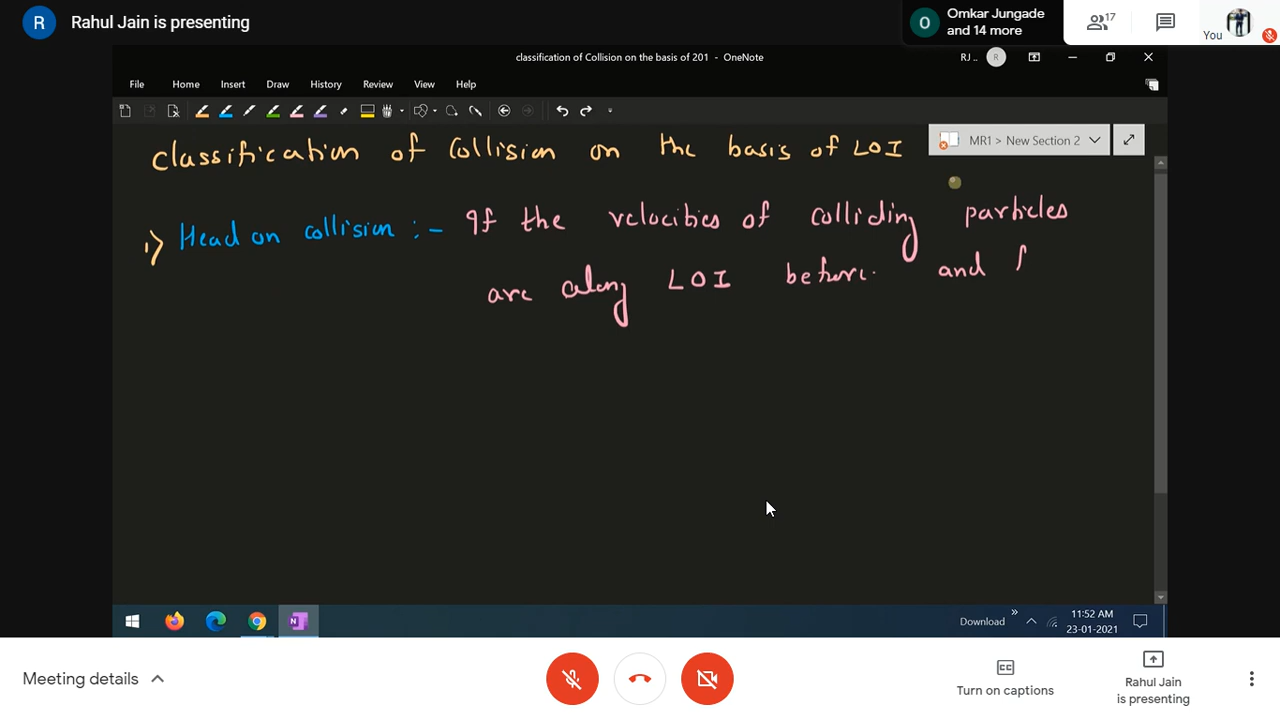 R
Rahul Jain is presenting
O
Omkar Jungade
and 14 more
17
You
classification of Collision on the basis of 201 - OneNote
RJ ..
R
File Home Insert Draw History Review View Help
MR1 > New Section 2
classification of Collision on the basis of LOI
1) Head on collision :- If the velocities of colliding particles
are along LOI before and
Download
11:52 AM
23-01-2021
Meeting details
Turn on captions
Rahul Jain
is presenting